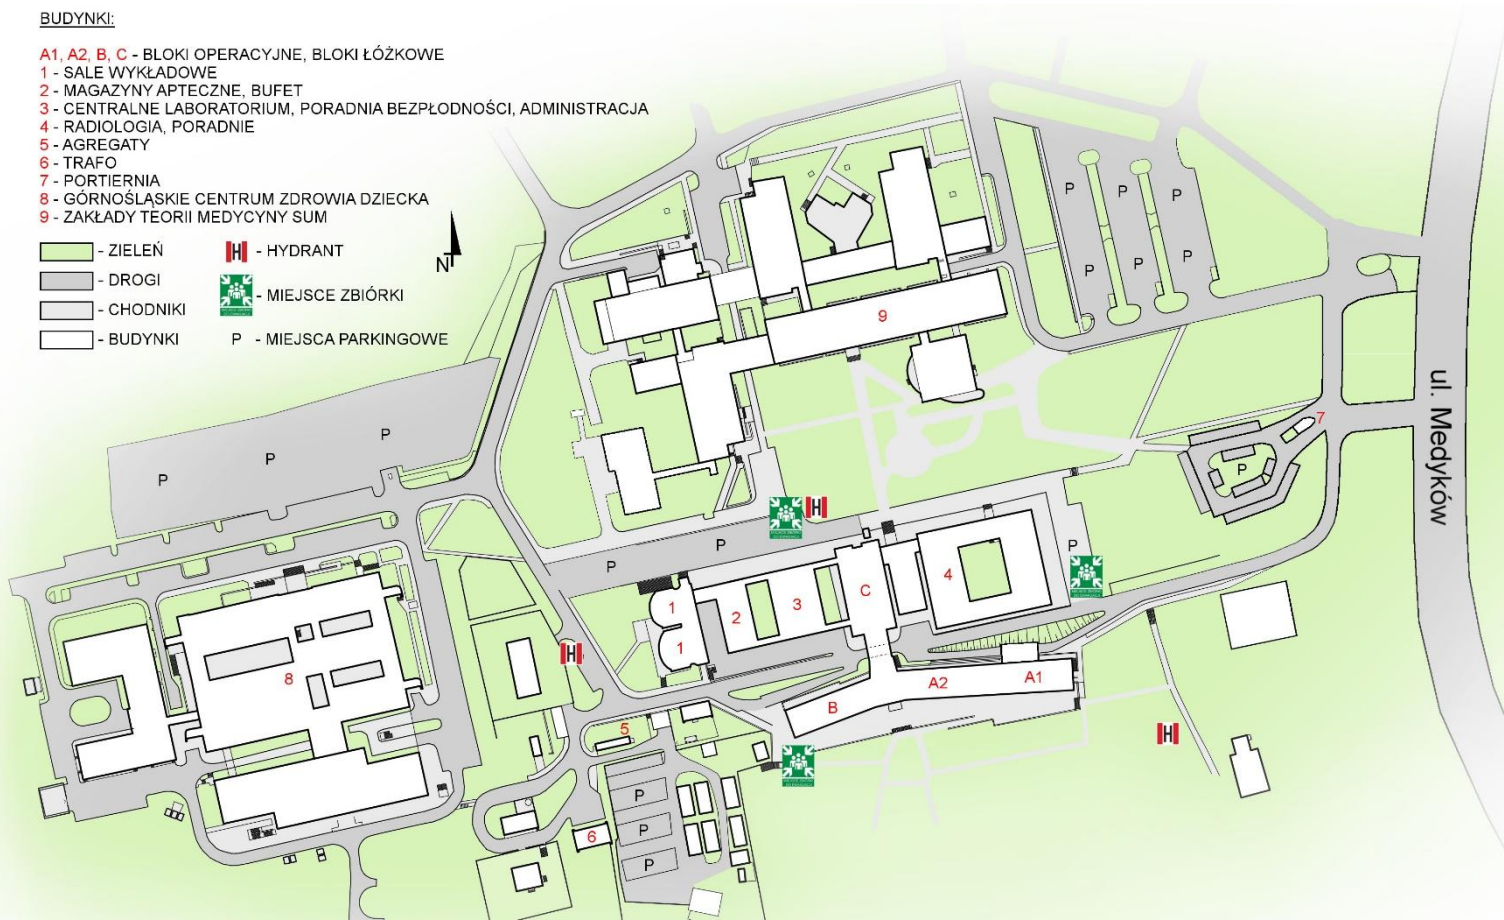 BUDYNKI:
A1, A2, B, C - BLOKI OPERACYJNE, BLOKI ŁÓŻKOWE
1 - SALE WYKŁADOWE
2 - MAGAZYNY APTECZNE, BUFET
3 - CENTRALNE LABORATORIUM, PORADNIA BEZPŁODNOŚCI, ADMINISTRACJA
4 - RADIOLOGIA, PORADNIE
5 - AGREGATY
6 - TRAFO
7 - PORTIERNIA
8 - GÓRNOŚLĄSKIE CENTRUM ZDROWIA DZIECKA
9 - ZAKŁADY TEORII MEDYCYNY SUM
- ZIELEŃ
H - HYDRANT
N
- DROGI
- MIEJSCE ZBIÓRKI
- CHODNIKI
- BUDYNKI
P - MIEJSCA PARKINGOWE
P P P
P P P
9
ul. Medyków
7
P
P
P
P
H
P
P
P
1
2
3
C
4
1
H
8
A2
A1
B
5
H
P
P
6
P